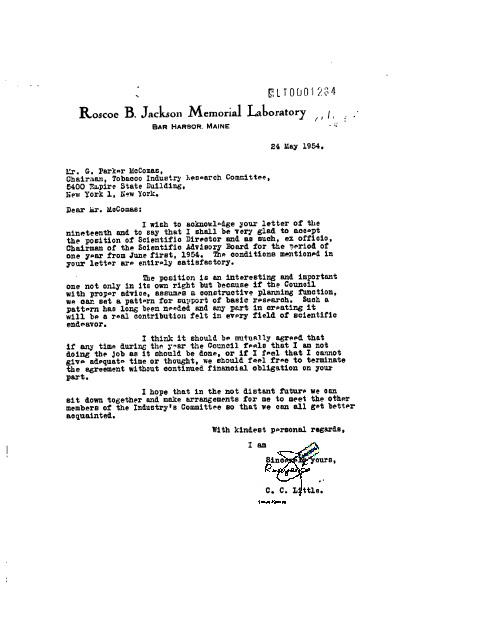 CLT0001284
Roscoe B. Jackson Memorial Laboratory
Bar Harbor, Maine
24 May 1954.
Mr. G. Parker McComas,
Chairman, Tobacco Industry Research Committee,
5400 Empire State Building,
New York 1, New York.
Dear Mr. McComas:
I wish to acknowledge your letter of the
nineteenth and to say that I shall be very glad to accept
the position of Scientific Director and as such, ex officio,
Chairman of the Scientific Advisory Board for the period of
one year from June first, 1954. The conditions mentioned in
your letter are entirely satisfactory.
The position is an interesting and important
one not only in its own right but because if the Council
with proper advice, assumes a constructive planning function,
we can set a pattern for support of basic research. Such a
pattern has long been needed and any part in creating it
will be a real contribution felt in every field of scientific
endeavor.
I think it should be mutually agreed that
if any time during the year the Council feels that I am not
doing the job as it should be done, or if I feel that I cannot
give adequate time or thought, we should feel free to terminate
the agreement without continued financial obligation on your
part.
I hope that in the not distant future we can
sit down together and make arrangements for me to meet the other
members of the Industry's Committee so that we can all get better
acquainted.
With kindest personal regards,
I am
Sincerely yours,
C. C. Little.